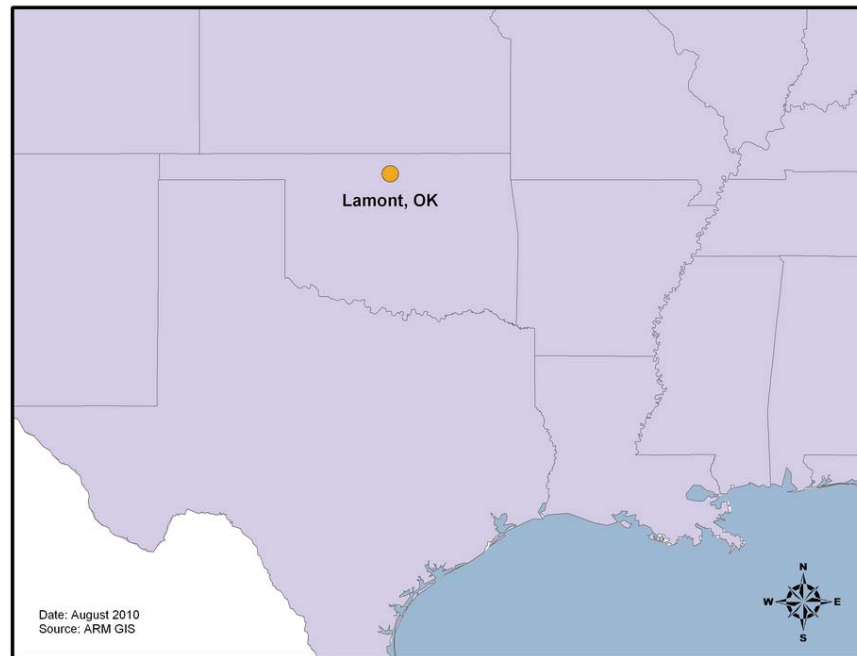 Lamont, OK
N
W E
S
Date: August 2010
Source: ARM GIS